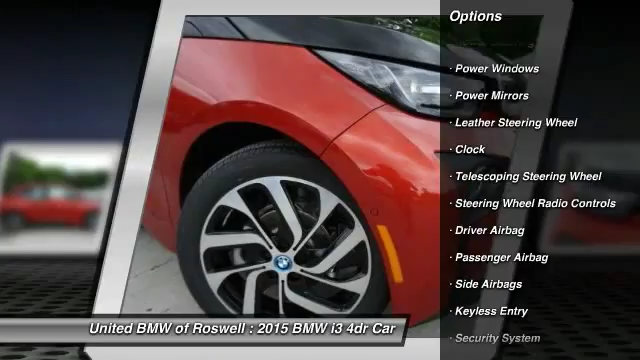 Options
· Power Windows
· Power Mirrors
· Leather Steering Wheel
· Clock
· Telescoping Steering Wheel
· Steering Wheel Radio Controls
· Driver Airbag
· Passenger Airbag
· Side Airbags
· Keyless Entry
· Security System
United BMW of Roswell : 2015 BMW i3 4dr Car